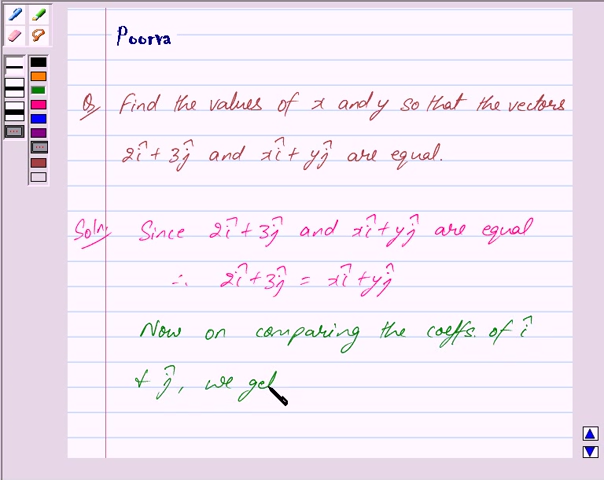 Poorva
Q Find the values of x and y so that the vectors
2î + 3ĵ and xî + yĵ are equal.
Soln: Since 2î + 3ĵ and xî + yĵ are equal
∴ 2î + 3ĵ = xî + yĵ
Now on comparing the coeffs. of î
& ĵ, we get